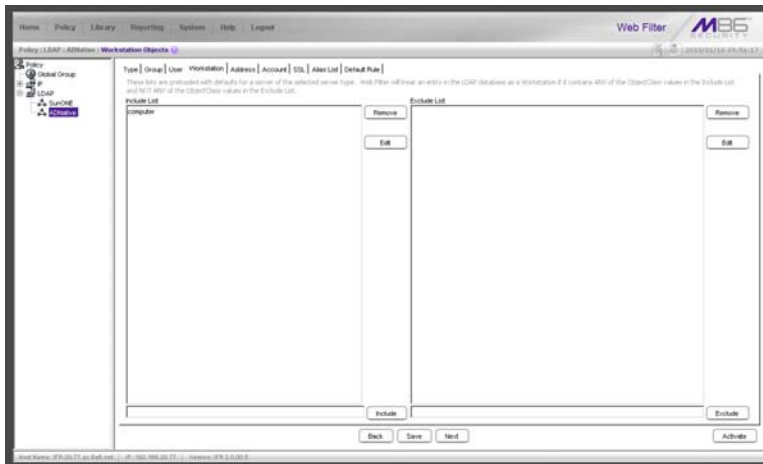 Home Policy Library Reporting System Help Logout
Web Filter
M86 SECURITY
Policy : LDAP : ADNative : Workstation Objects
Policy
Global Group
IP
LDAP
SunONE
ADNative
Type | Group | User | Workstation | Address | Account | SSL | Alias List | Default Rule |
These lists are preloaded with defaults for a server of the selected server type. Web Filter will treat an entry in the LDAP database as a Workstation if it contains ANY of the ObjectClass values in the Include List
and NOT ANY of the ObjectClass values in the Exclude List.
Include List
Exclude List
computer
Remove
Remove
Edit
Edit
Include
Exclude
Back
Save
Next
Activate